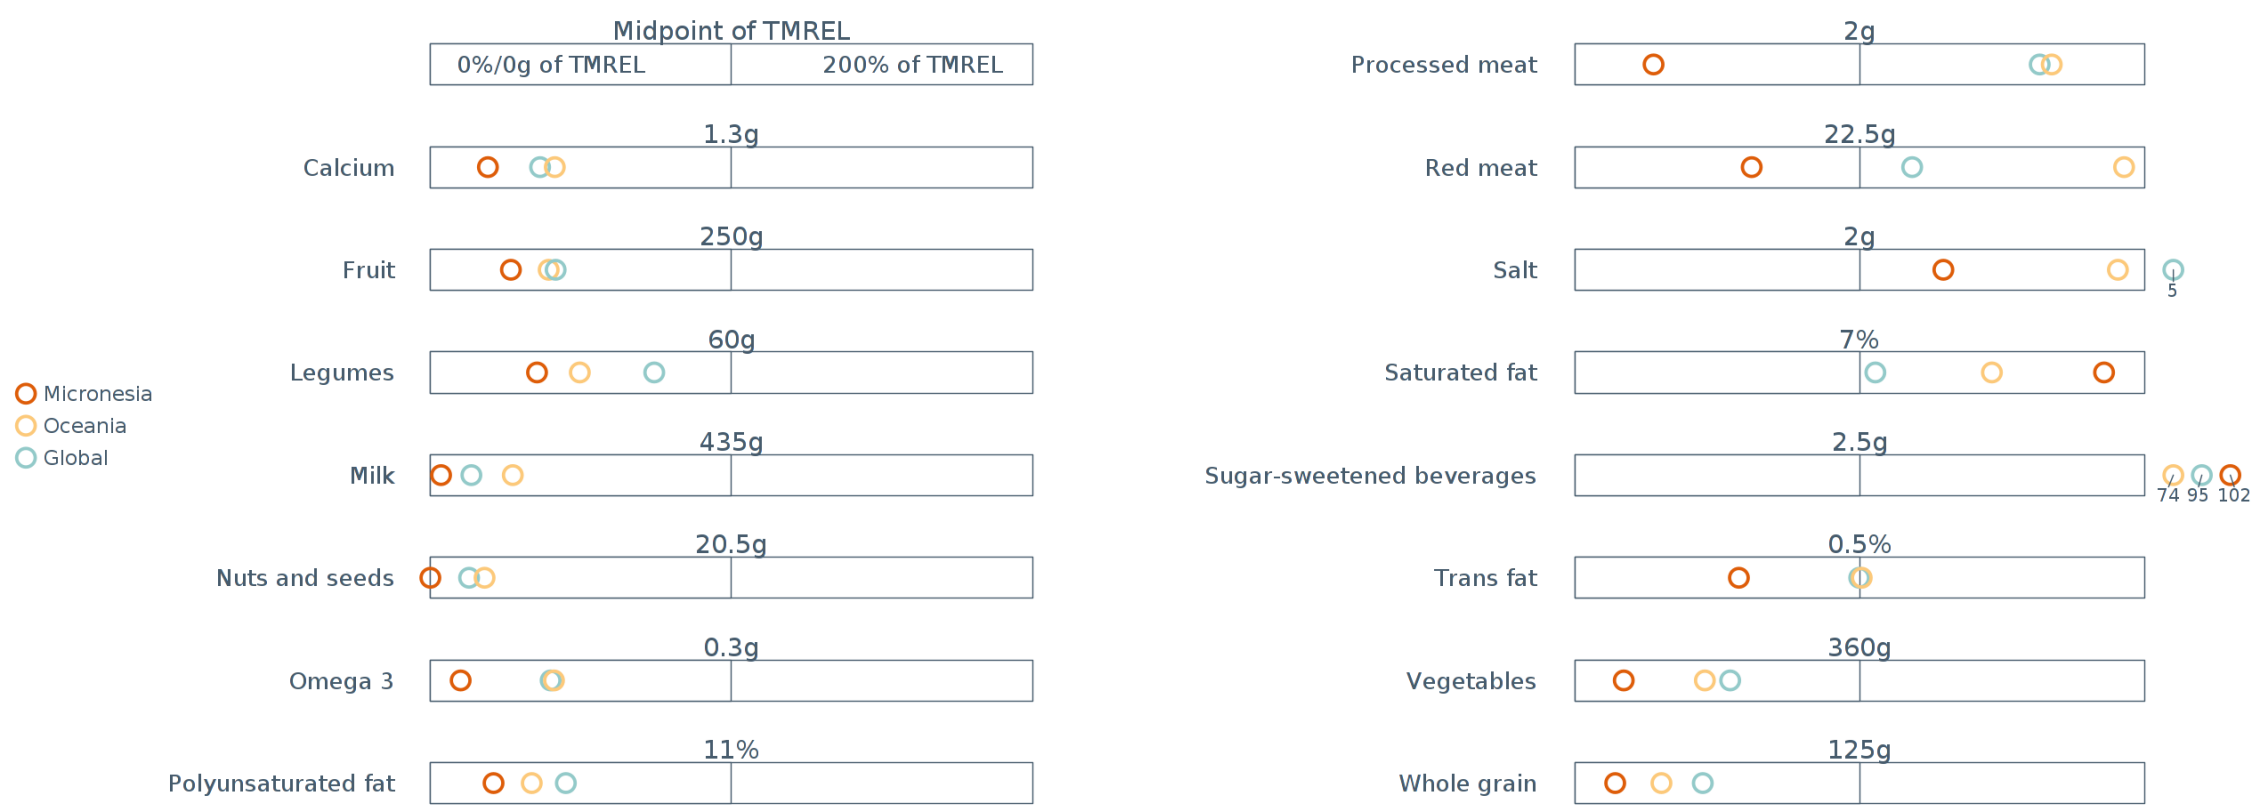 Midpoint of TMREL
0%/0g of TMREL 200% of TMREL
1.3g
Calcium
250g
Fruit
60g
Legumes
Micronesia
Oceania
Global
435g
Milk
20.5g
Nuts and seeds
0.3g
Omega 3
11%
Polyunsaturated fat
2g
Processed meat
22.5g
Red meat
2g
Salt
5
7%
Saturated fat
2.5g
Sugar-sweetened beverages
74 95 102
0.5%
Trans fat
360g
Vegetables
125g
Whole grain